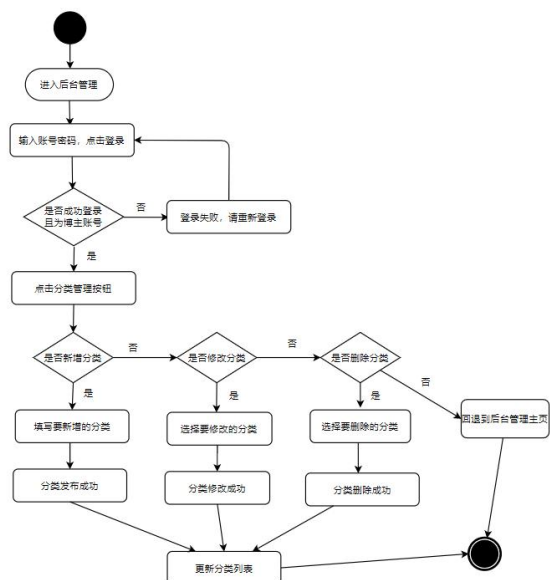 进入后台管理
输入账号密码，点击登录
是否成功登录
且为博主账号
否
登录失败，请重新登录
是
点击分类管理按钮
是否新增分类
否
是否修改分类
否
是否删除分类
否
是
是
是
填写要新增的分类
选择要修改的分类
选择要删除的分类
回退到后台管理主页
分类发布成功
分类修改成功
分类删除成功
更新分类列表